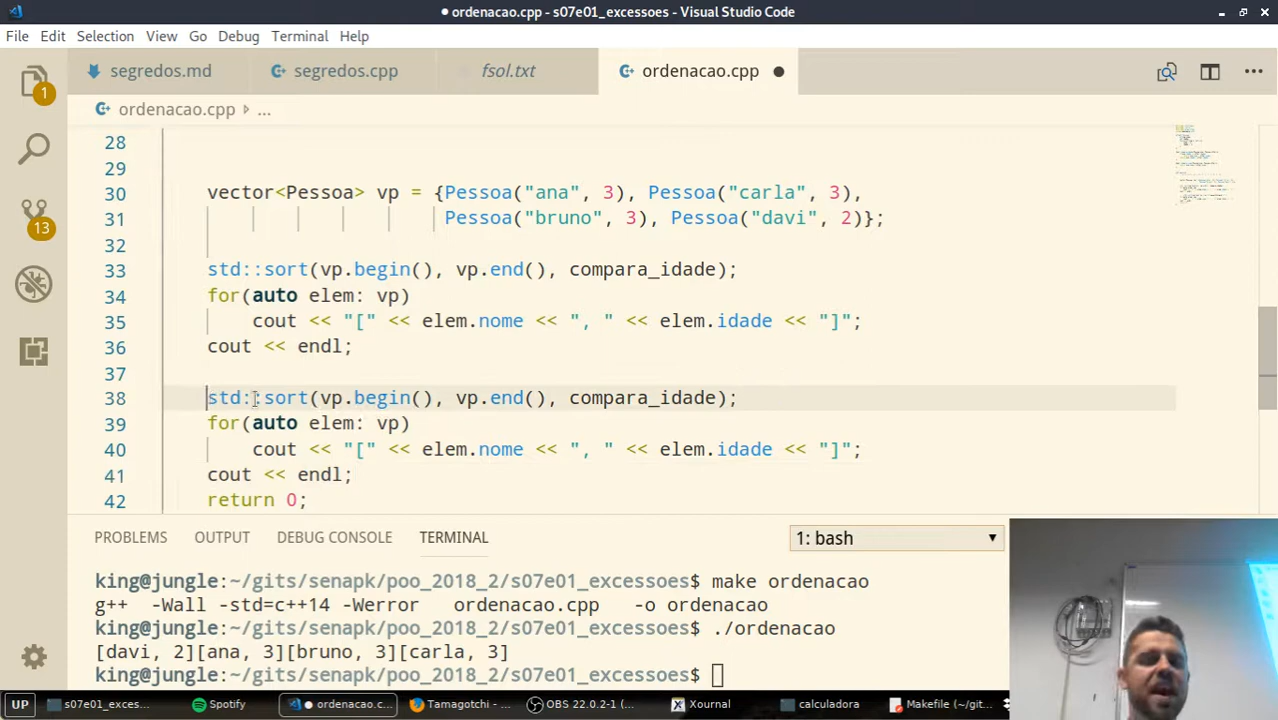 ● ordenacao.cpp - s07e01_excessoes - Visual Studio Code
File Edit Selection View Go Debug Terminal Help
segredos.md segredos.cpp fsol.txt ordenacao.cpp ●
ordenacao.cpp ...
1
13
28
29
30 vector<Pessoa> vp = {Pessoa("ana", 3), Pessoa("carla", 3),
31 Pessoa("bruno", 3), Pessoa("davi", 2)};
32
33 std::sort(vp.begin(), vp.end(), compara_idade);
34 for(auto elem: vp)
35 cout << "[" << elem.nome << ", " << elem.idade << "]";
36 cout << endl;
37
38 std::sort(vp.begin(), vp.end(), compara_idade);
39 for(auto elem: vp)
40 cout << "[" << elem.nome << ", " << elem.idade << "]";
41 cout << endl;
42 return 0;
PROBLEMS OUTPUT DEBUG CONSOLE TERMINAL 1: bash
king@jungle:~/gits/senapk/poo_2018_2/s07e01_excessoes$ make ordenacao
g++ -Wall -std=c++14 -Werror ordenacao.cpp -o ordenacao
king@jungle:~/gits/senapk/poo_2018_2/s07e01_excessoes$ ./ordenacao
[davi, 2][ana, 3][bruno, 3][carla, 3]
king@jungle:~/gits/senapk/poo_2018_2/s07e01_excessoes$
UP s07e01_exces... Spotify ● ordenacao.c... Tamagotchi - ... OBS 22.0.2-1 (... Xournal calculadora Makefile (~/git...